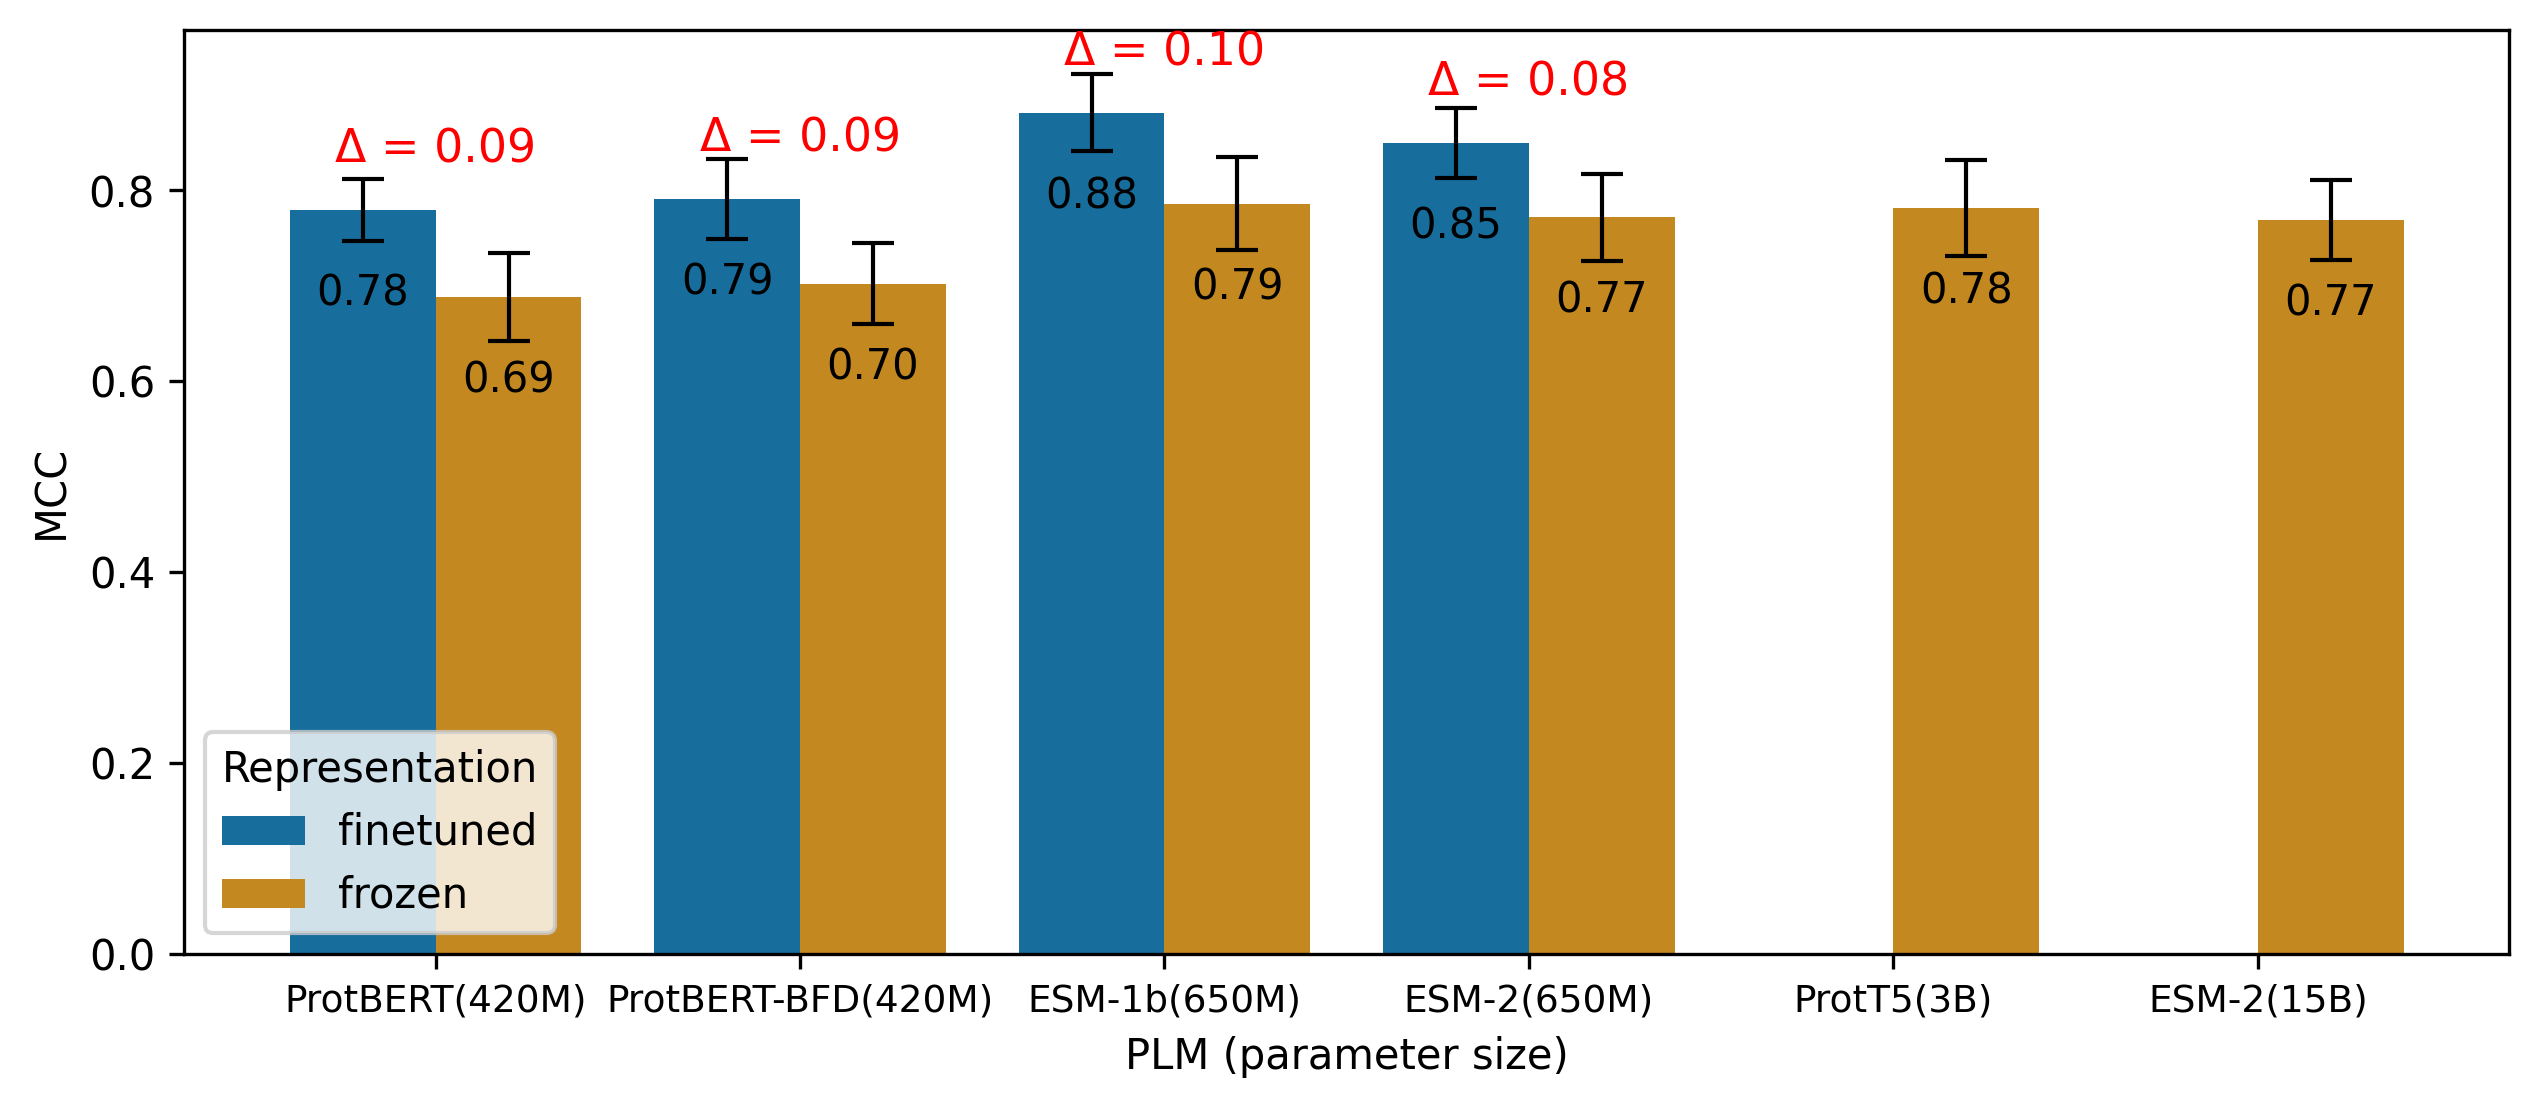 Δ = 0.10
Δ = 0.08
Δ = 0.09
Δ = 0.09
0.78
0.69
0.79
0.70
0.88
0.79
0.85
0.77
0.78
0.77
0.8
0.6
0.4
0.2
0.0
MCC
Representation
finetuned
frozen
ProtBERT(420M)
ProtBERT-BFD(420M)
ESM-1b(650M)
ESM-2(650M)
ProtT5(3B)
ESM-2(15B)
PLM (parameter size)